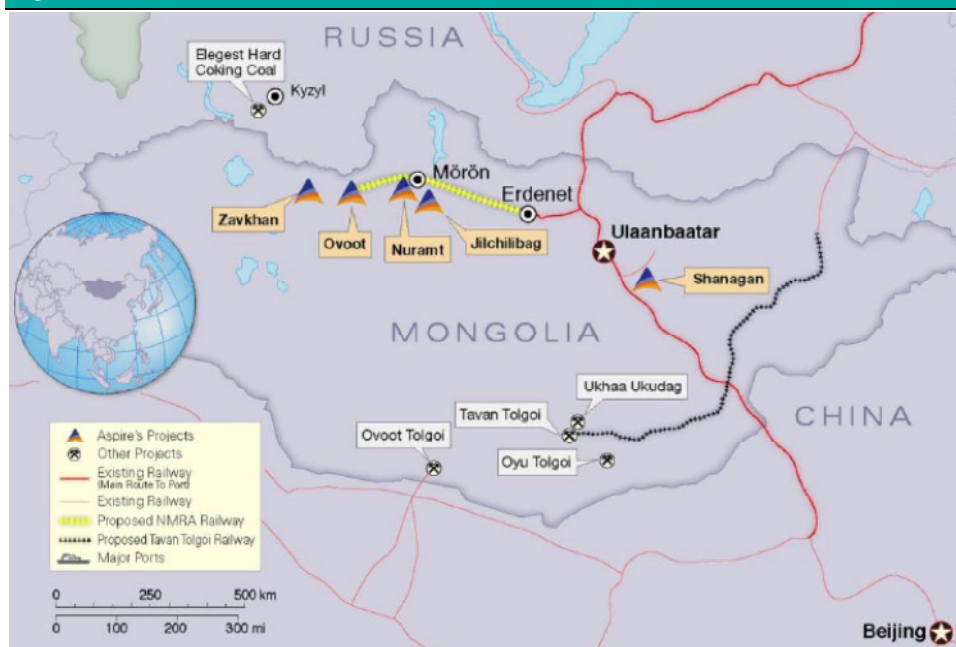 RUSSIA
Elegest Hard
Coking Coal
Kyzyl
Mörön
Erdenet
Zavkhan
Ovoot
Nuramt
Jilchilibag
Ulaanbaatar
Shanagan
MONGOLIA
CHINA
Ukhaa Ukudag
Tavan Tolgoi
Ovoot Tolgoi
Oyu Tolgoi
Aspire's Projects
Other Projects
Existing Railway
(Main Route To Port)
Existing Railway
Proposed NMRA Railway
Proposed Tavan Tolgoi Railway
Major Ports
0 250 500 km
0 100 200 300 mi
Beijing